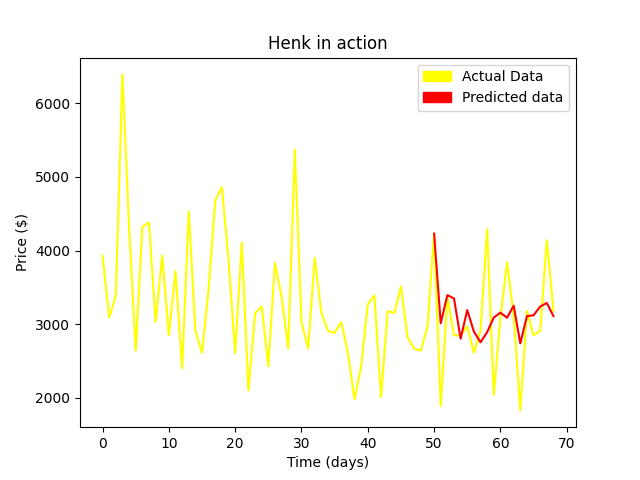 Henk in action
Actual Data
Predicted data
Price ($)
6000
5000
4000
3000
2000
0 10 20 30 40 50 60 70
Time (days)